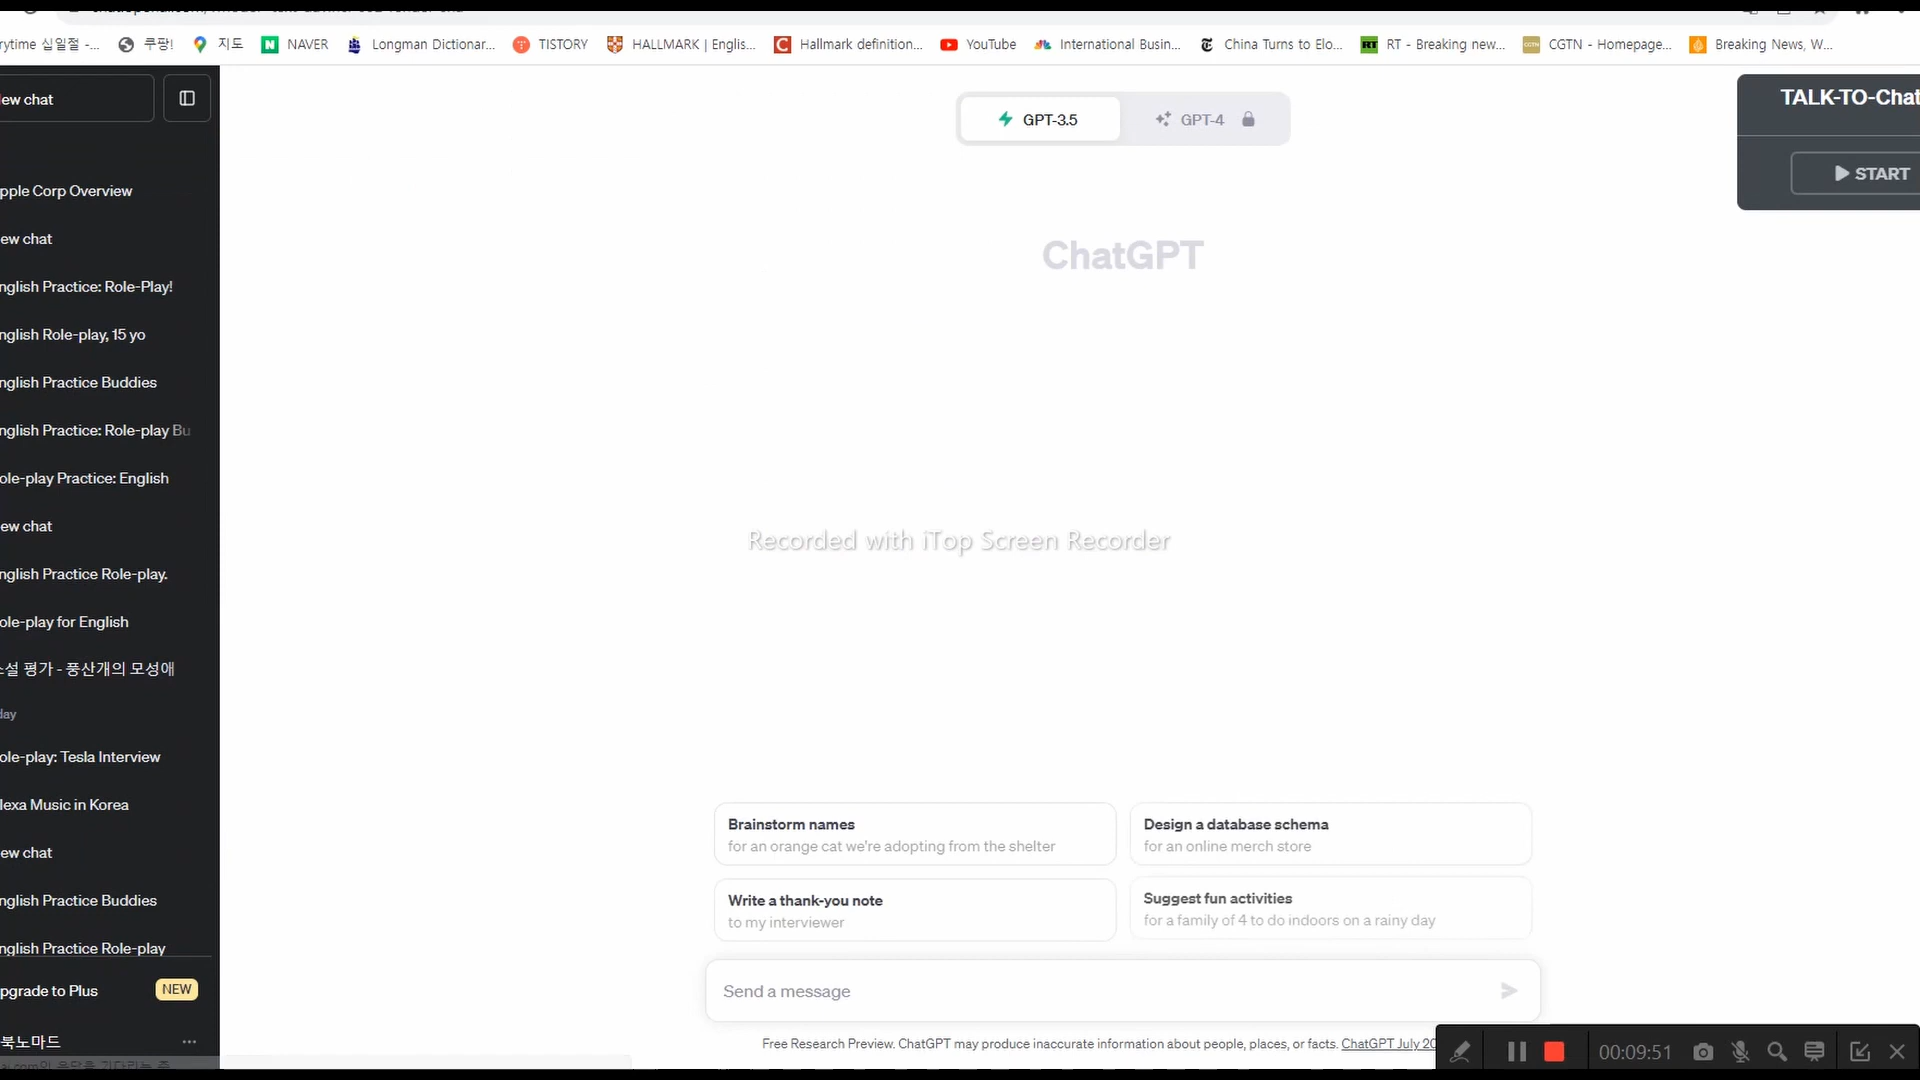 쿠팡!
지도
NAVER
Longman Dictionar...
TISTORY
HALLMARK | Englis...
Hallmark definition...
YouTube
International Busin...
China Turns to Elo...
RT - Breaking new...
CGTN - Homepage...
Breaking News, W...
rytime 십일절 -...
ew chat
GPT-3.5
GPT-4
TALK-TO-Chat
START
pple Corp Overview
ew chat
ChatGPT
nglish Practice: Role-Play!
nglish Role-play, 15 yo
nglish Practice Buddies
nglish Practice: Role-play Bu
ole-play Practice: English
ew chat
Recorded with iTop Screen Recorder
nglish Practice Role-play.
ole-play for English
설 평가 - 풍산개의 모성애
day
ole-play: Tesla Interview
lexa Music in Korea
ew chat
nglish Practice Buddies
nglish Practice Role-play
Brainstorm names
for an orange cat we're adopting from the shelter
Design a database schema
for an online merch store
Write a thank-you note
to my interviewer
Suggest fun activities
for a family of 4 to do indoors on a rainy day
Send a message
pgrade to Plus
NEW
북노마드
Free Research Preview. ChatGPT may produce inaccurate information about people, places, or facts. ChatGPT July 20
00:09:51